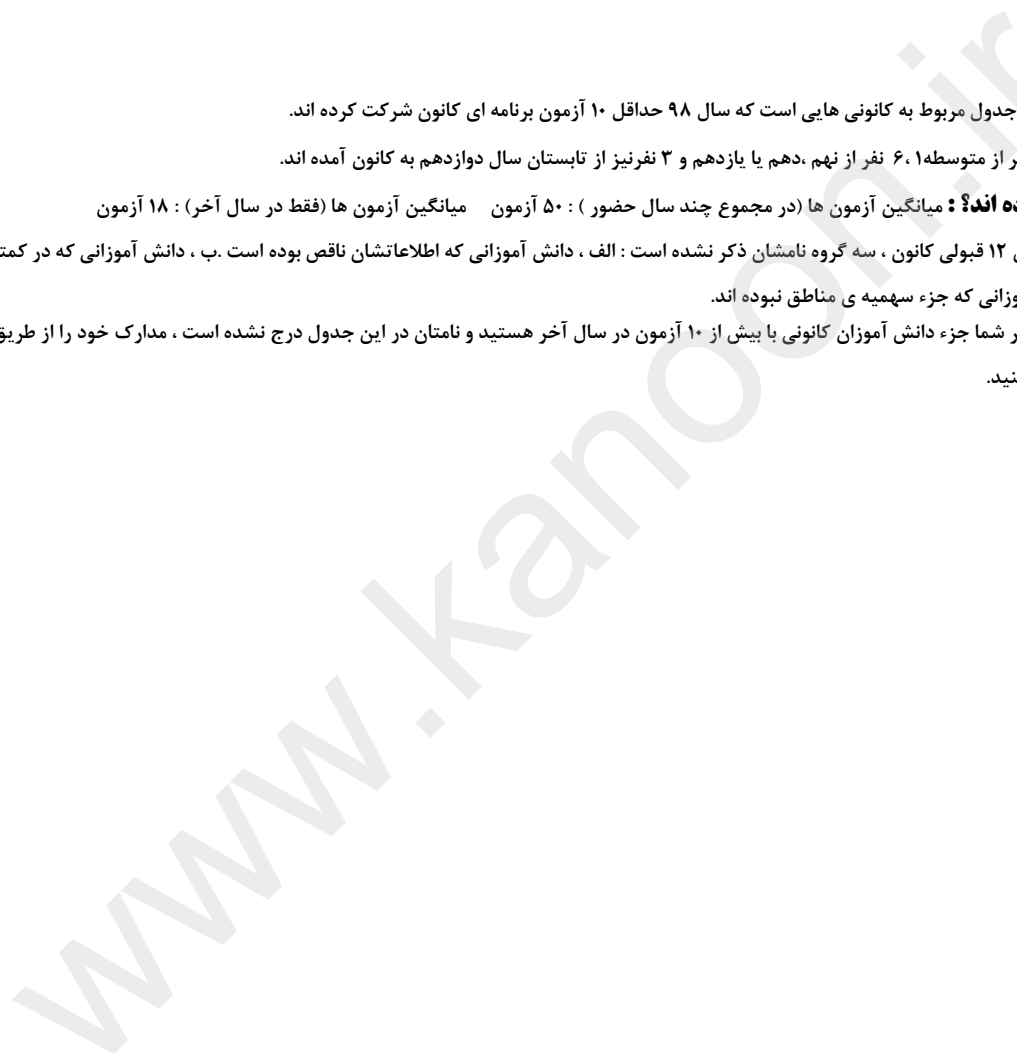 جدول مربوط به کانونی هایی است که سال ۹۸ حداقل ۱۰ آزمون برنامه ای کانون شرکت کرده اند.
از متوسطه۱ ،۶ نفر از نهم ،دهم یا یازدهم و ۳ نفرنیز از تابستان سال دوازدهم به کانون آمده اند.
اند؟ : میانگین آزمون ها (در مجموع چند سال حضور ) : ۵۰ آزمون میانگین آزمون ها (فقط در سال آخر) : ۱۸ آزمون
۱۲ قبولی کانون ، سه گروه نامشان ذکر نشده است : الف ، دانش آموزانی که اطلاعاتشان ناقص بوده است .ب ، دانش آموزانی که در
وزانی که جزء سهمیه ی مناطق نبوده اند.
شما جزء دانش آموزان کانونی با بیش از ۱۰ آزمون در سال آخر هستید و نامتان در این جدول درج نشده است ، مدارک خود را از طریق
نید.
www.kanoon.ir